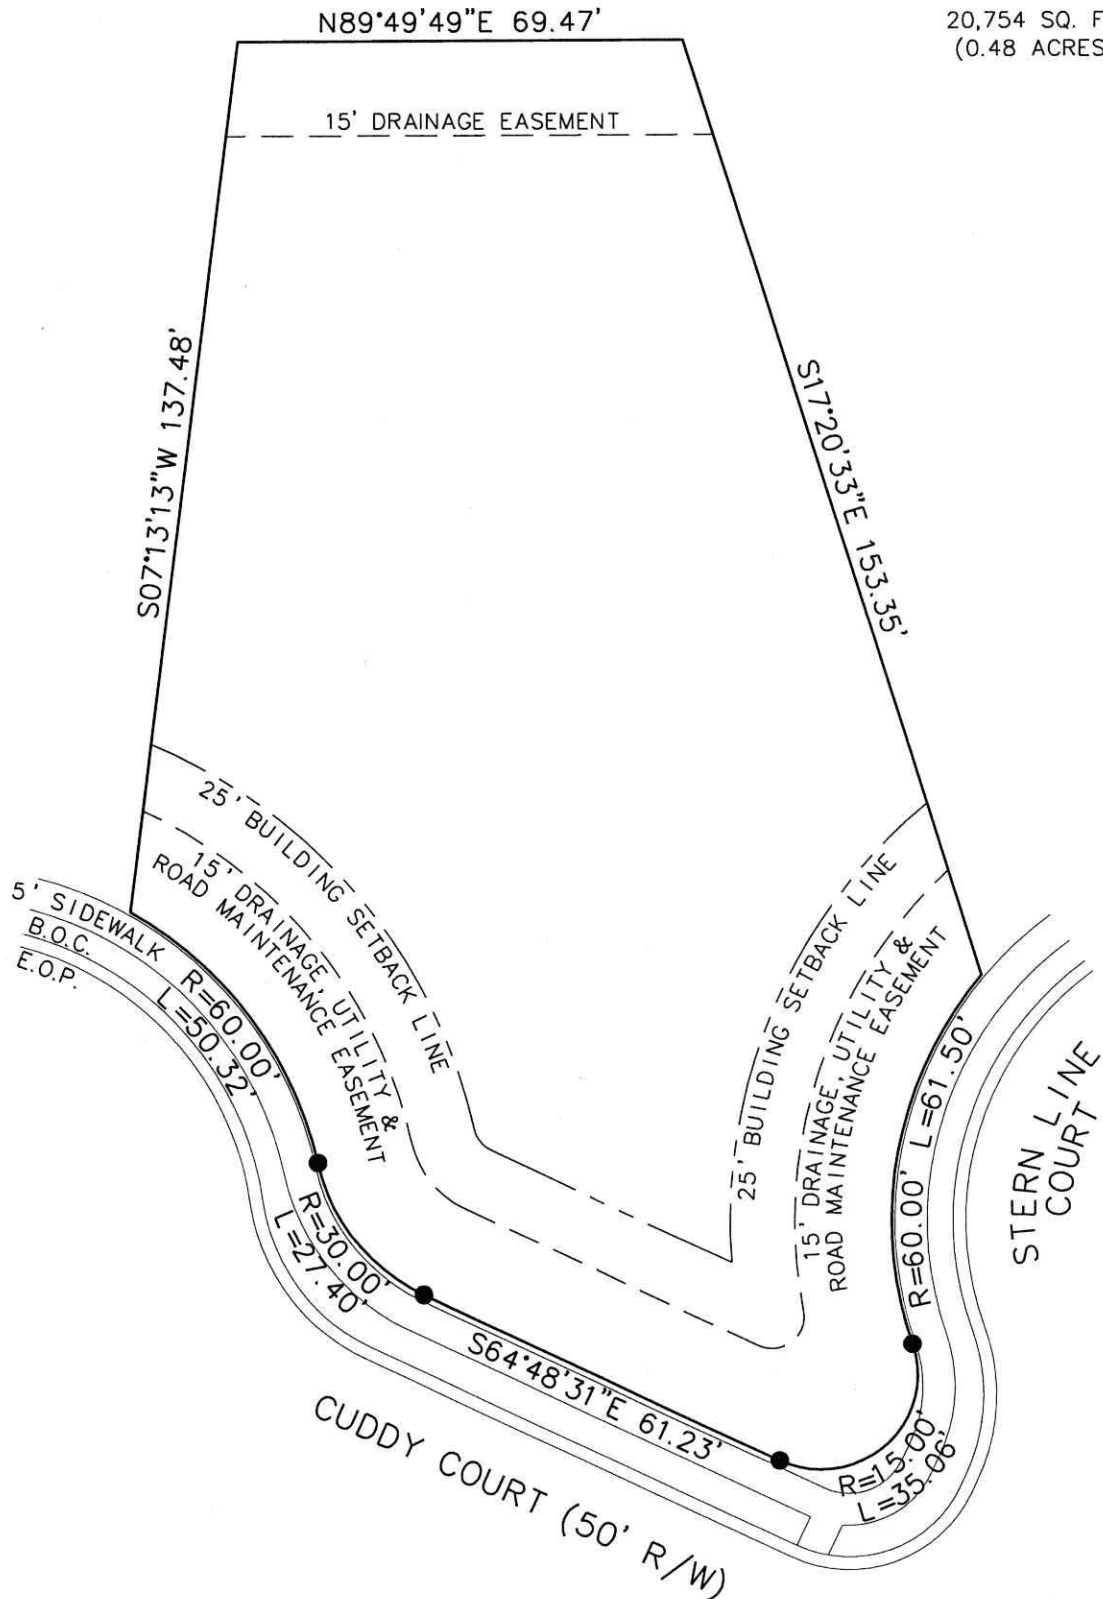 N89°49'49"E 69.47'
20,754 SQ. F
(0.48 ACRES
15' DRAINAGE EASEMENT
S07°13'13"W 137.48'
S17°20'33"E 153.35'
25' BUILDING SETBACK LINE
15' DRAINAGE, UTILITY &
ROAD MAINTENANCE EASEMENT
5' SIDEWALK
B.O.C.
E.O.P.
R=60.00'
L=50.32'
25' BUILDING SETBACK LINE
15' DRAINAGE, UTILITY &
ROAD MAINTENANCE EASEMENT
R=60.00' L=61.50'
STERN LINE
COURT
R=30.00'
L=27.40'
S64°48'31"E 61.23'
R=15.00'
L=35.06'
CUDDY COURT (50' R/W)